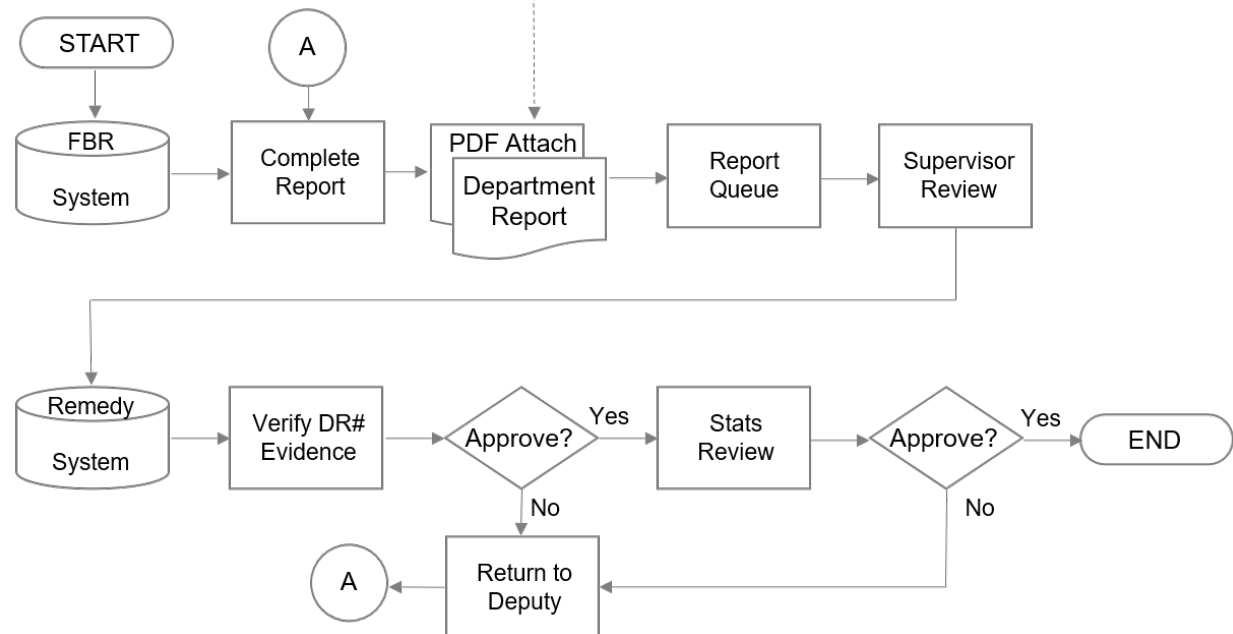 START
A
FBR
System
Complete
Report
PDF Attach
Department
Report
Report
Queue
Supervisor
Review
Remedy
System
Verify DR#
Evidence
Approve?
Yes
No
Stats
Review
Approve?
Yes
No
END
Return to
Deputy
A